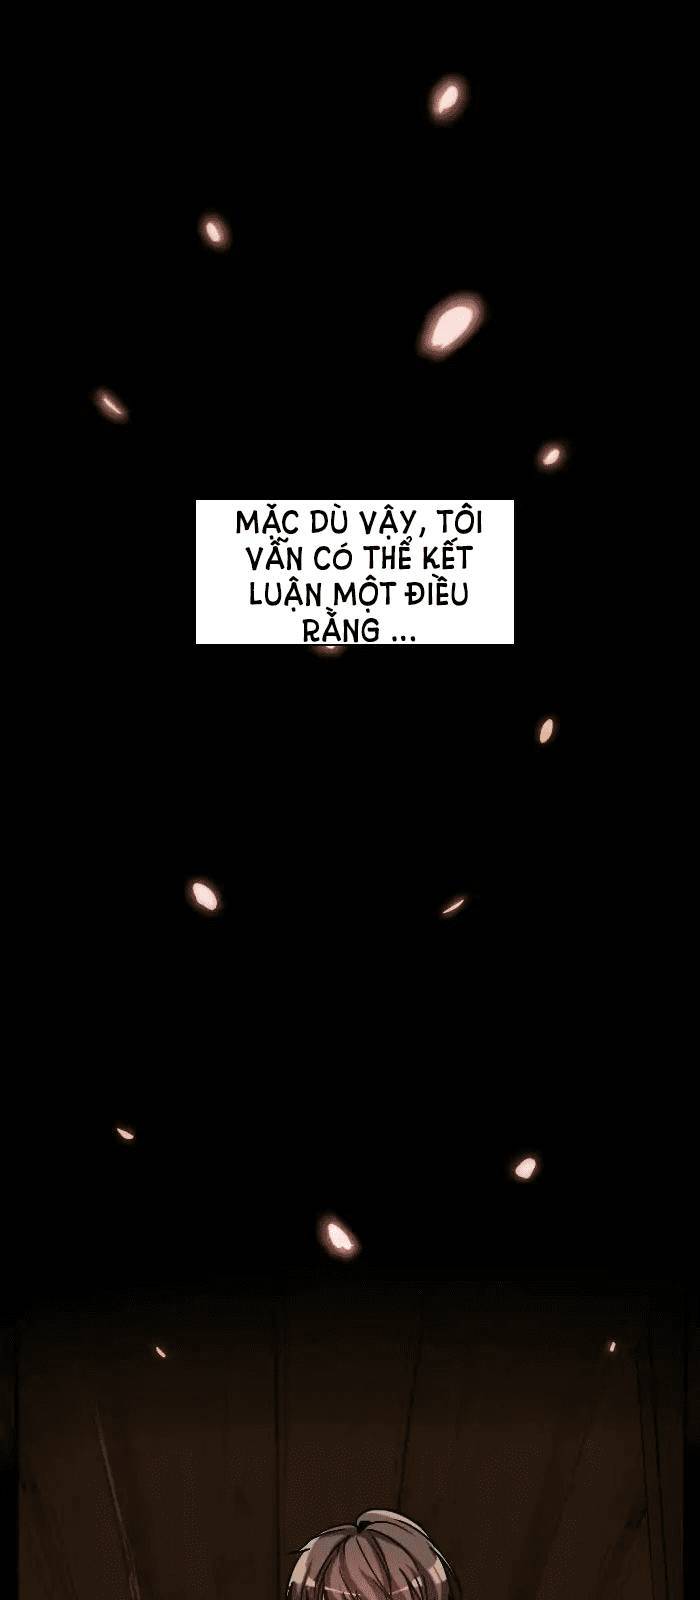 MẶC DÙ VẬY, TÔI
VẪN CÓ THỂ KẾT
LUẬN MỘT ĐIỀU
RẰNG ...